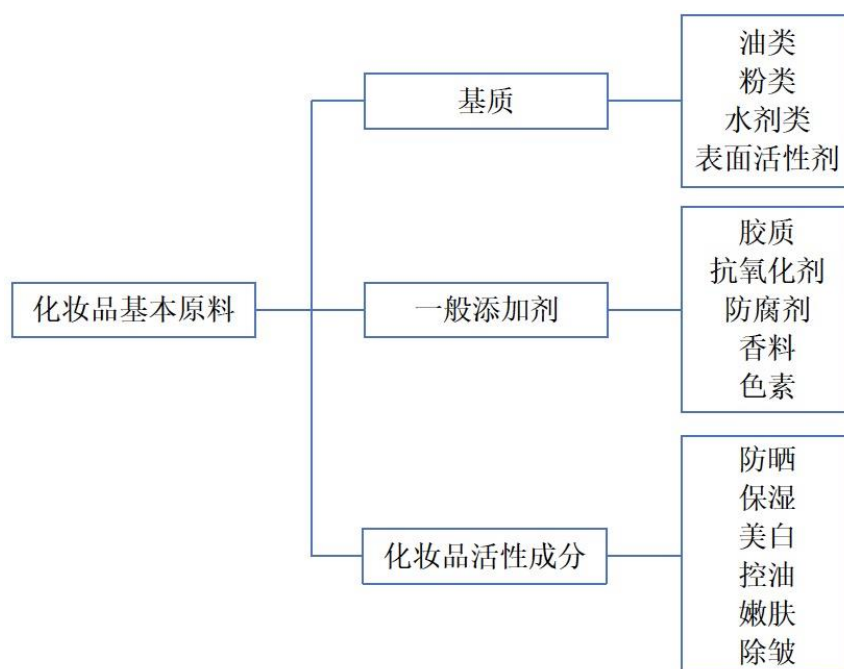 化妆品基本原料
基质
油类
粉类
水剂类
表面活性剂
一般添加剂
胶质
抗氧化剂
防腐剂
香料
色素
化妆品活性成分
防晒
保湿
美白
控油
嫩肤
除皱